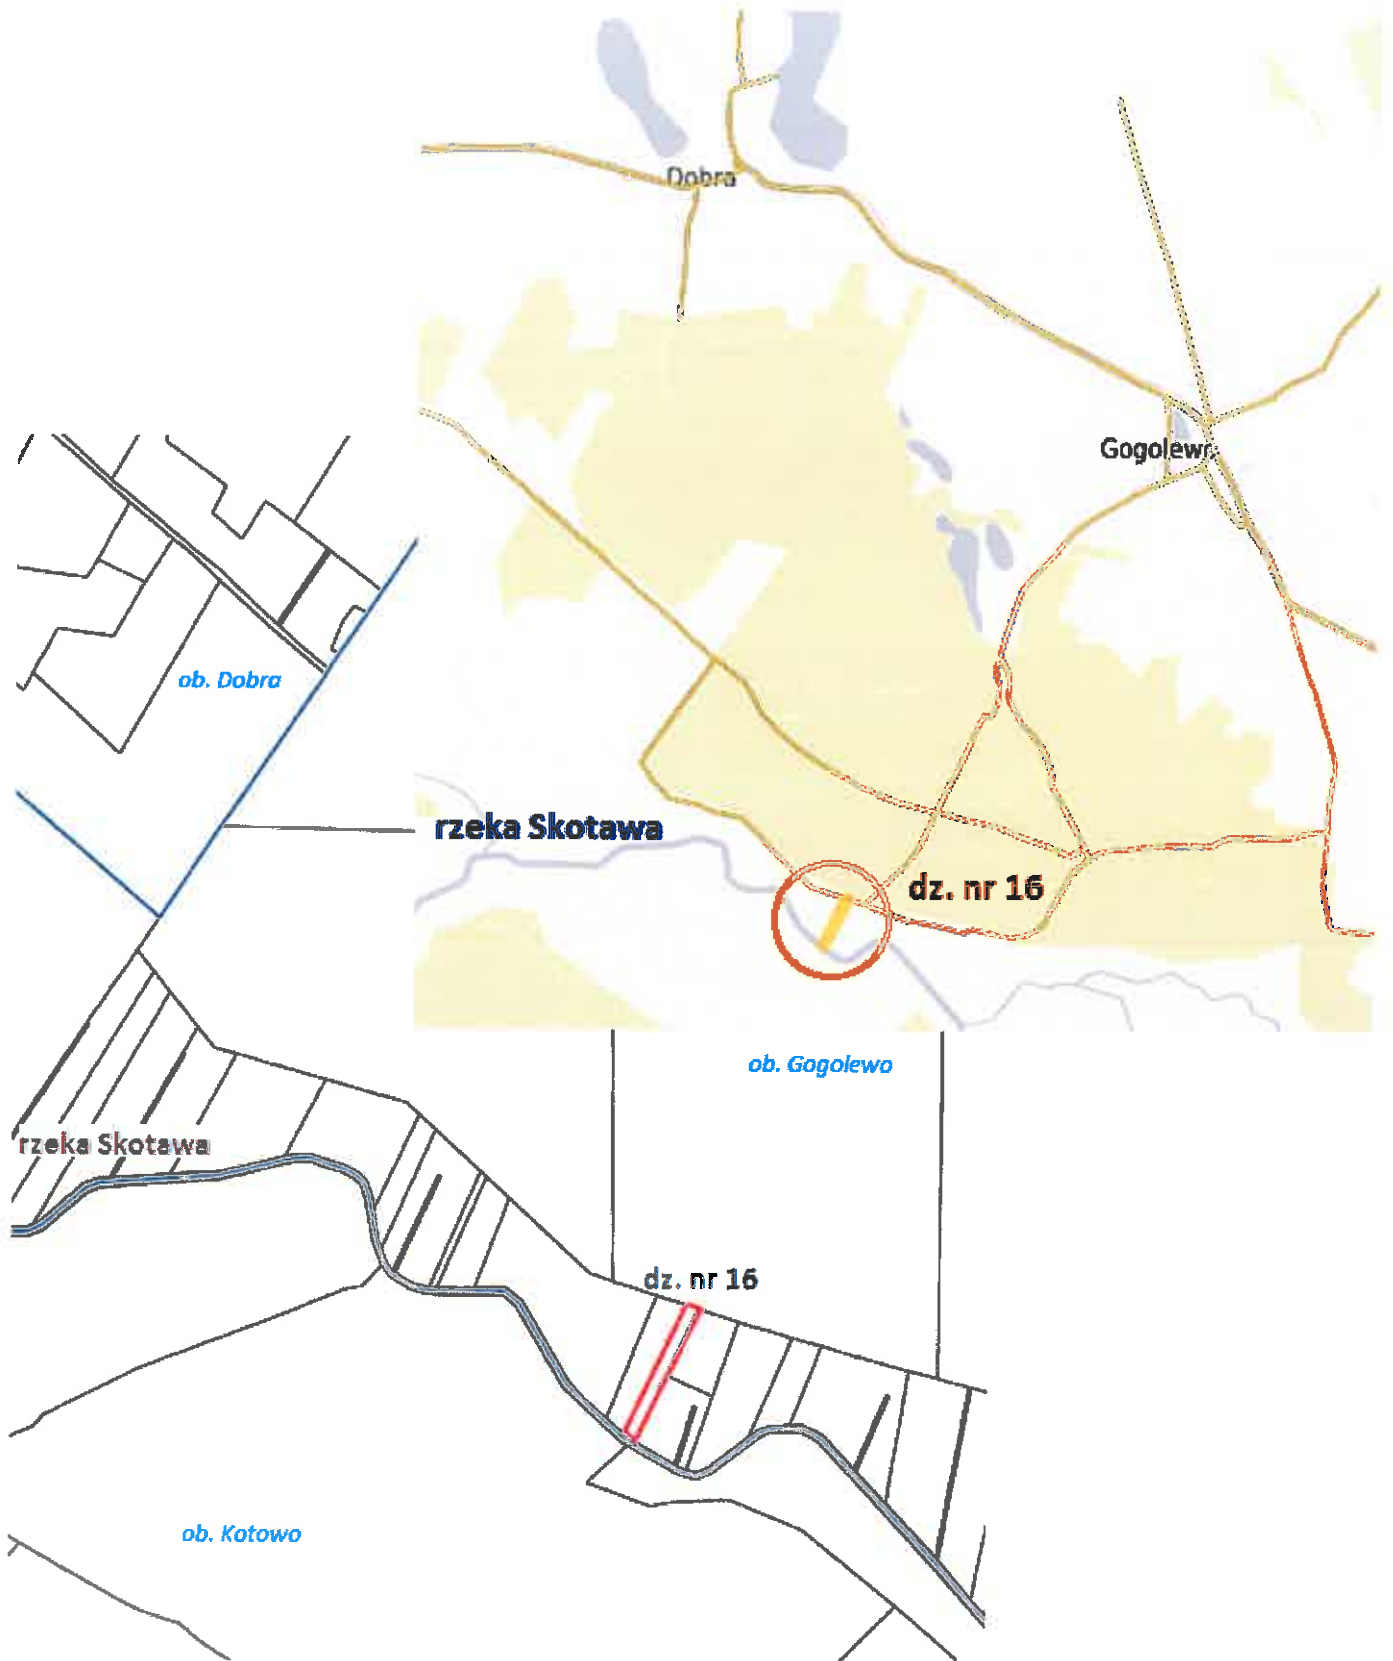 Dobra
Gogolewo
ob. Dobra
rzeka Skotawa
dz. nr 16
ob. Gogolewo
rzeka Skotawa
dz. nr 16
ob. Kotowo